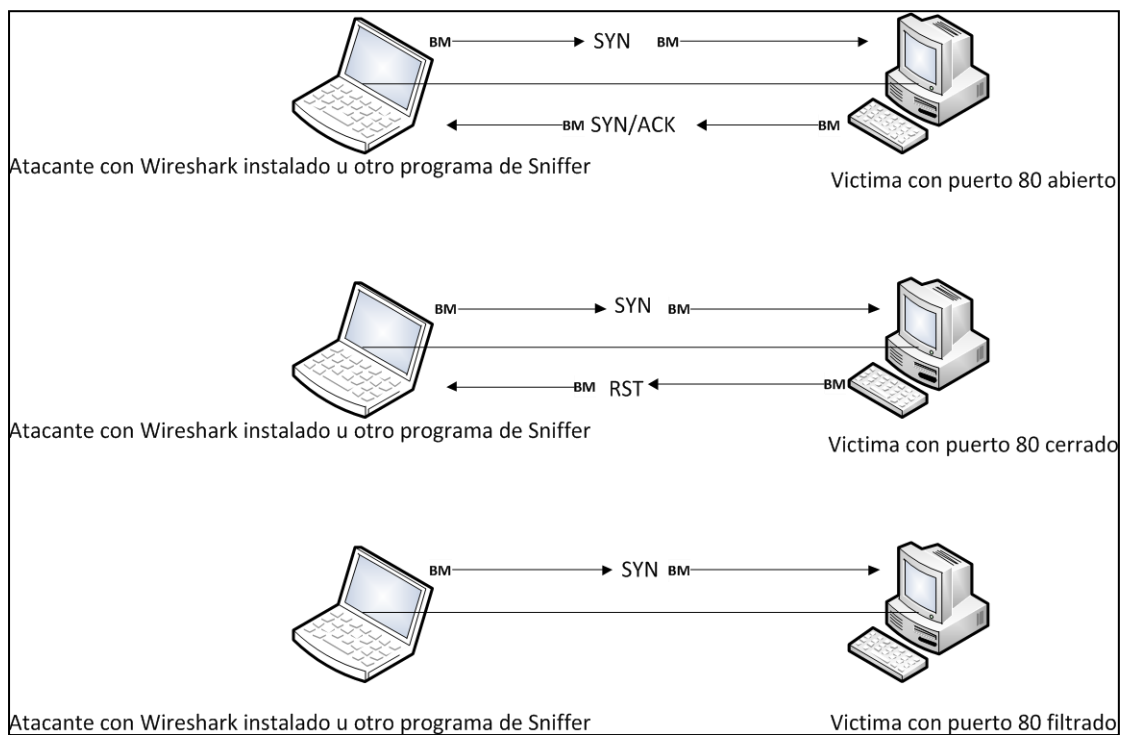 BM SYN BM
BM SYN/ACK BM
Atacante con Wireshark instalado u otro programa de Sniffer
Victima con puerto 80 abierto
BM SYN BM
BM RST BM
Atacante con Wireshark instalado u otro programa de Sniffer
Victima con puerto 80 cerrado
BM SYN BM
Atacante con Wireshark instalado u otro programa de Sniffer
Victima con puerto 80 filtrado